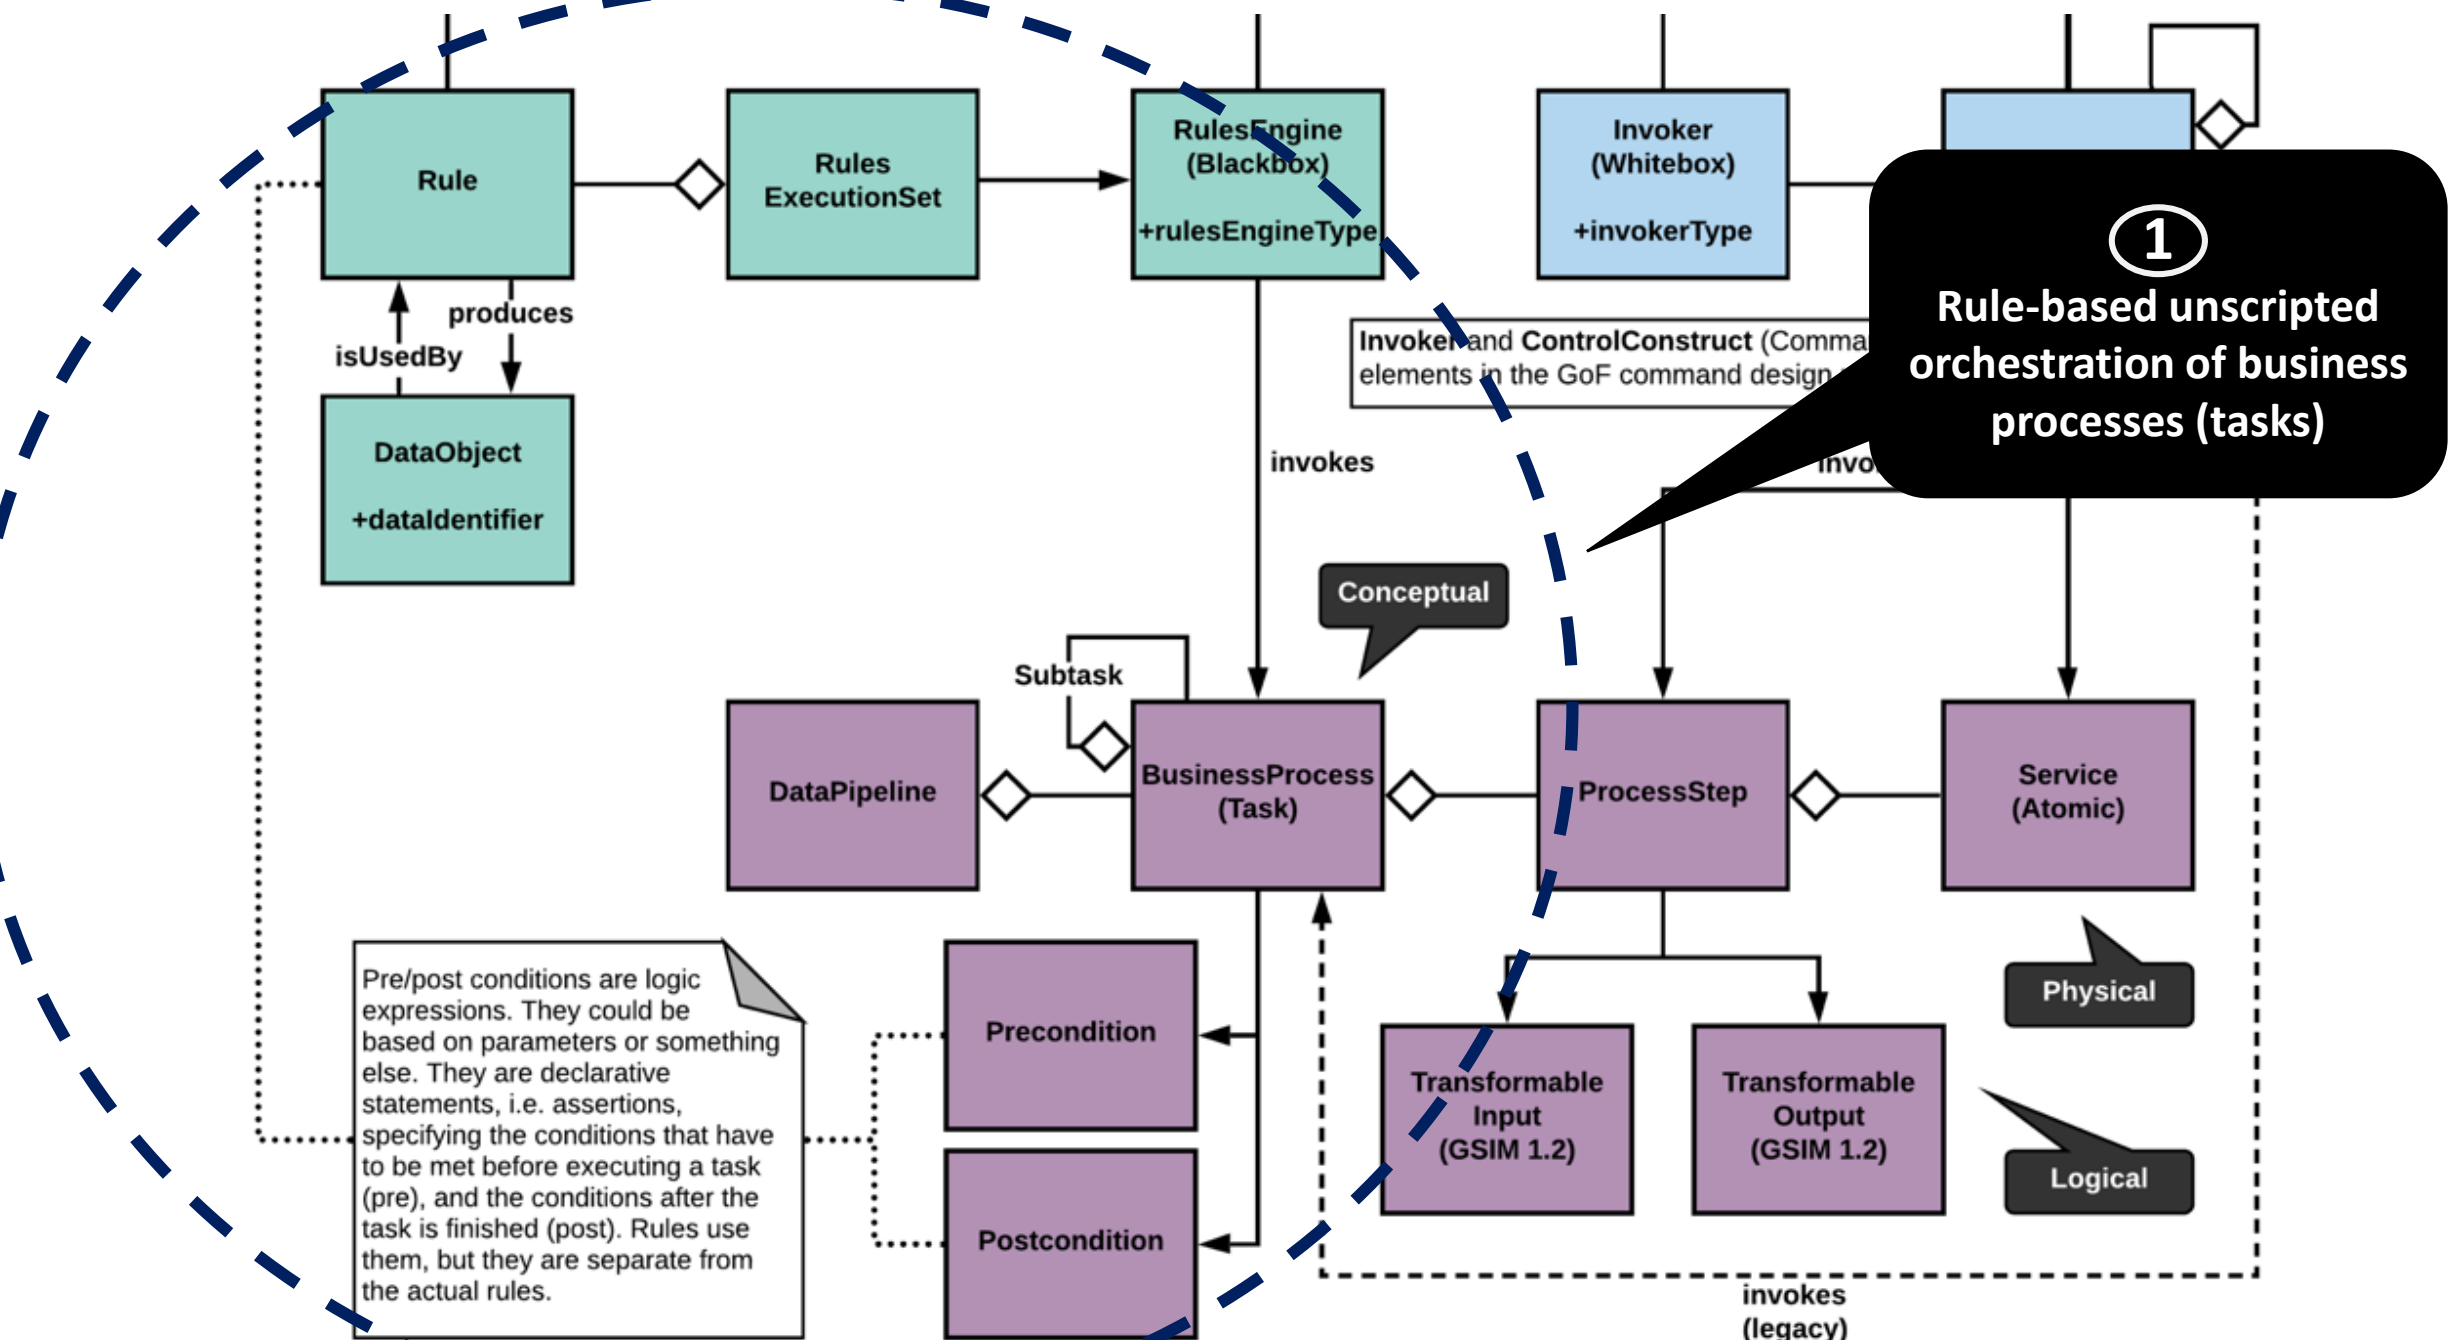 Rule
Rules
ExecutionSet
RulesEngine
(Blackbox)
+rulesEngineType
Invoker
(Whitebox)
+invokerType
1
Rule-based unscripted
orchestration of business
processes (tasks)
produces
isUsedBy
Invoker and ControlConstruct
elements in the GoF command design
DataObject
+dataIdentifier
invokes
Conceptual
Subtask
DataPipeline
BusinessProcess
(Task)
ProcessStep
Service
(Atomic)
Pre/post conditions are logic
expressions. They could be
based on parameters or something
else. They are declarative
statements, i.e. assertions,
specifying the conditions that have
to be met before executing a task
(pre), and the conditions after the
task is finished (post). Rules use
them, but they are separate from
the actual rules.
Precondition
Postcondition
Transformable
Input
(GSIM 1.2)
Transformable
Output
(GSIM 1.2)
Physical
Logical
invokes
(legacy)